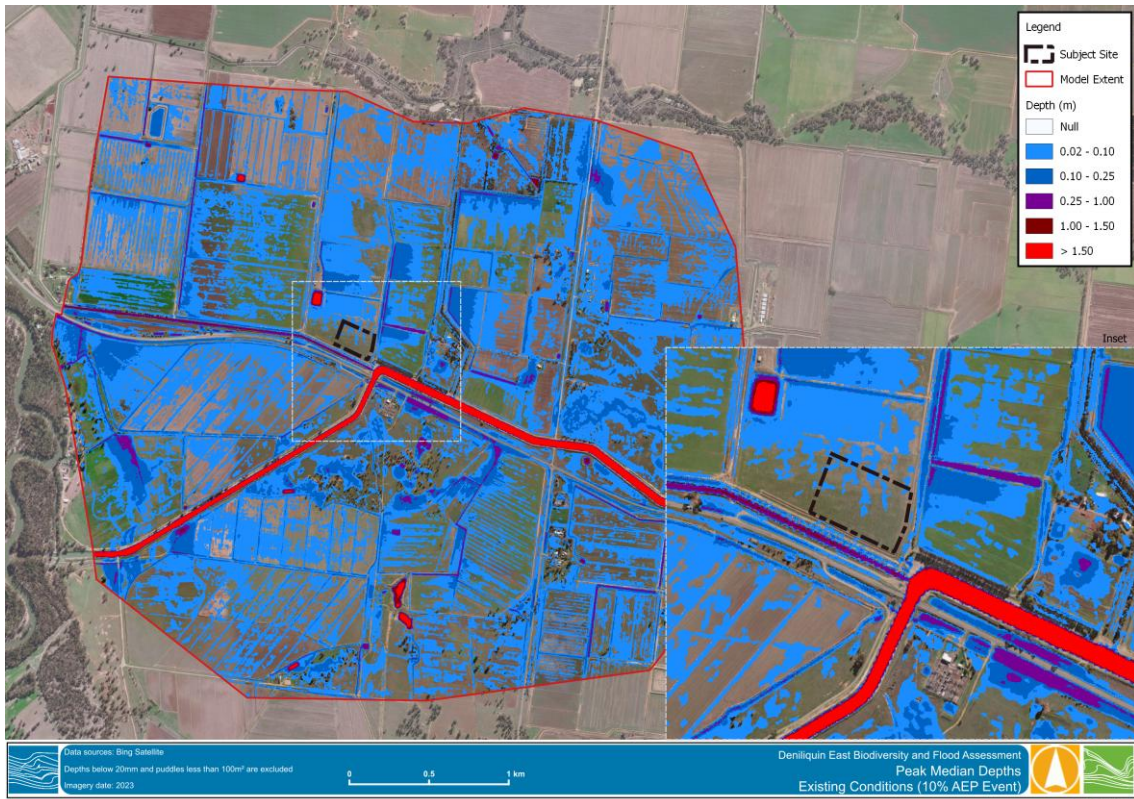 Legend
Subject Site
Model Extent
Depth (m)
Null
0.02 - 0.10
0.10 - 0.25
0.25 - 1.00
1.00 - 1.50
> 1.50
Inset
Data sources: Bing Satellite
Depths below 20mm and puddles less than 100m² are excluded
Imagery date: 2023
0 0.5 1 km
Deniliquin East Biodiversity and Flood Assessment
Peak Median Depths
Existing Conditions (10% AEP Event)